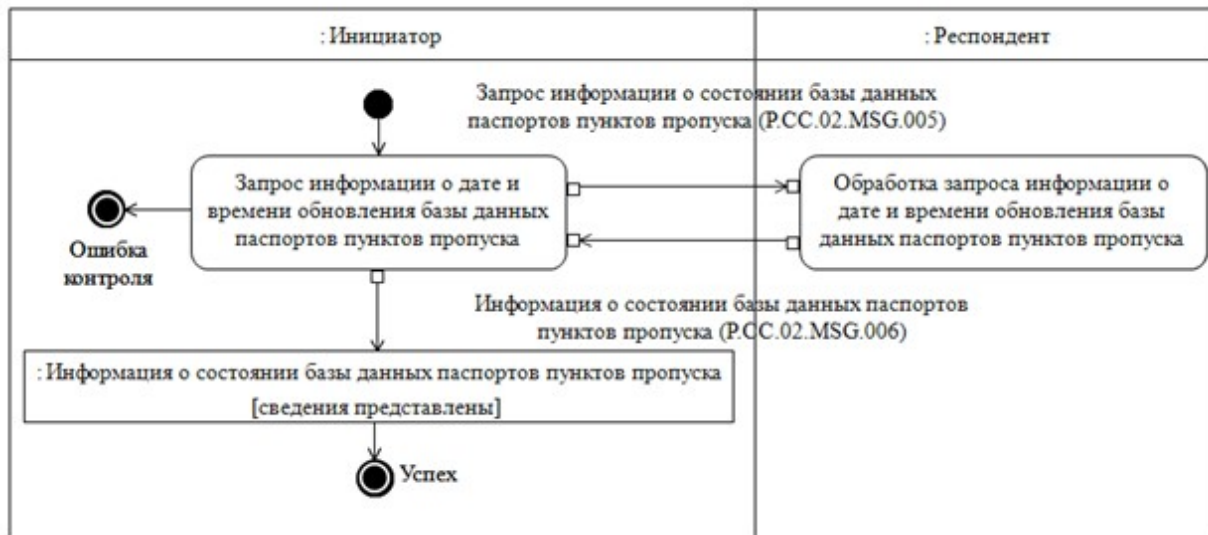 : Инициатор
: Респондент
Запрос информации о состоянии базы данных
паспортов пунктов пропуска (P.CC.02.MSG.005)
Запрос информации о дате и
времени обновления базы данных
паспортов пунктов пропуска
Обработка запроса информации о
дате и времени обновления базы
данных паспортов пунктов пропуска
Ошибка
контроля
Информация о состоянии базы данных паспортов
пунктов пропуска (P.CC.02.MSG.006)
: Информация о состоянии базы данных паспортов пунктов пропуска
[сведения представлены]
Успех